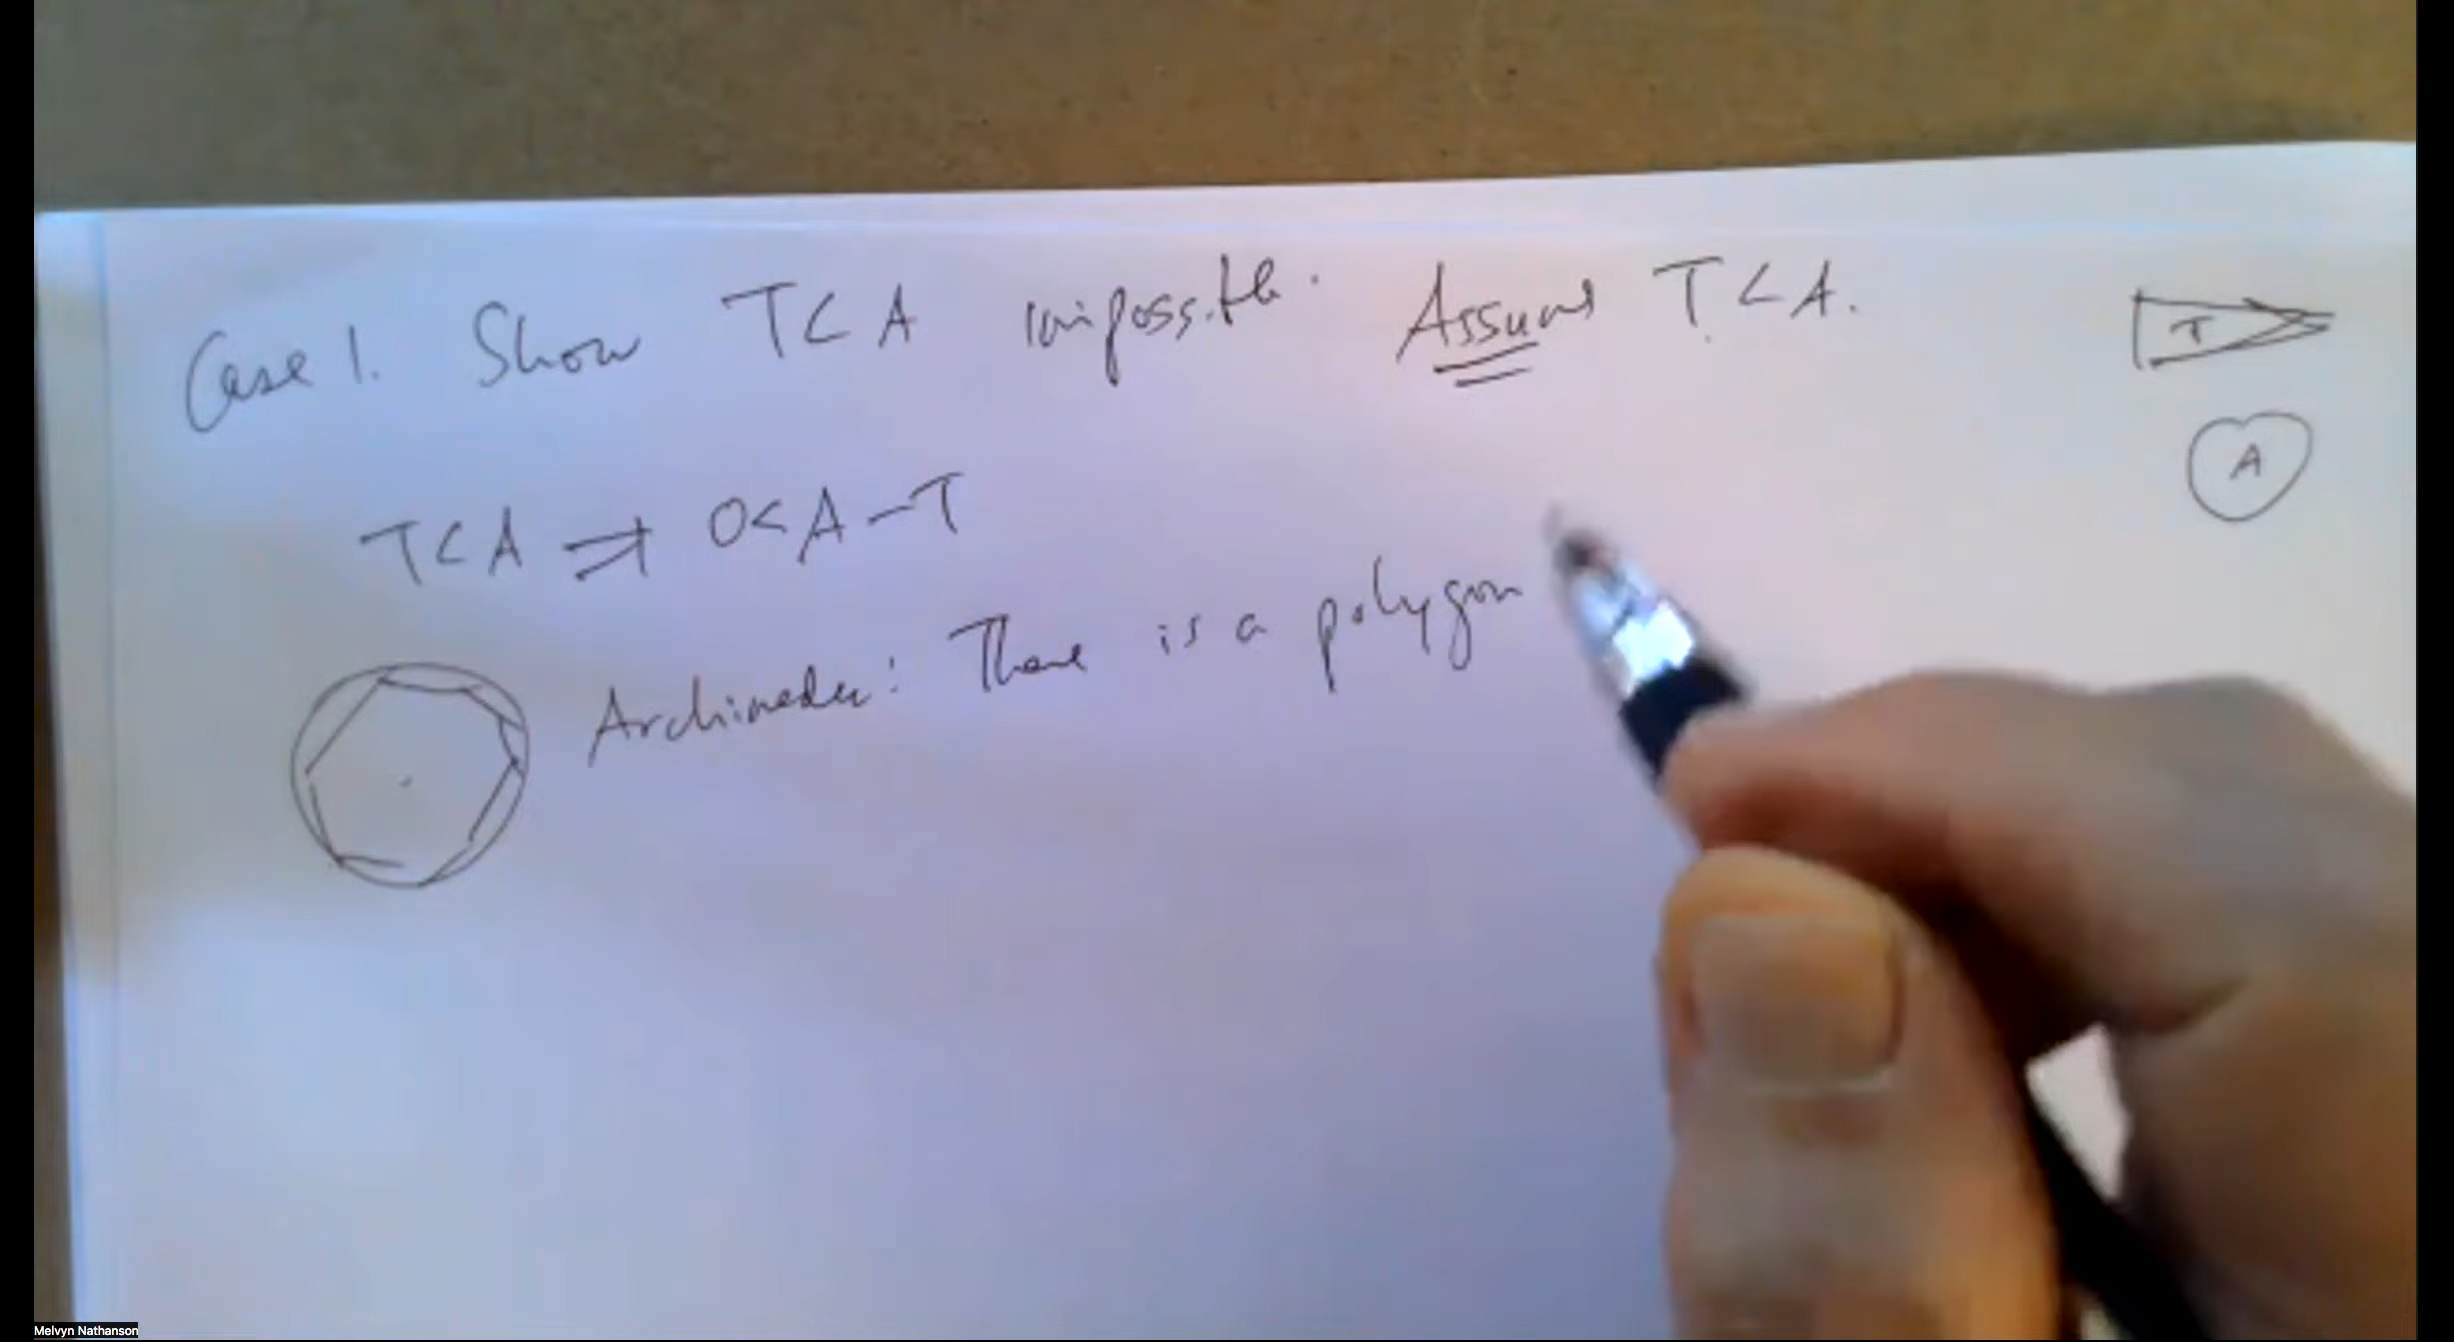 Case 1. Show T < A impossible. Assume T < A.
T
A
T < A ⇒ 0 < A - T
Archimedes: There is a polygon
Melvyn Nathanson